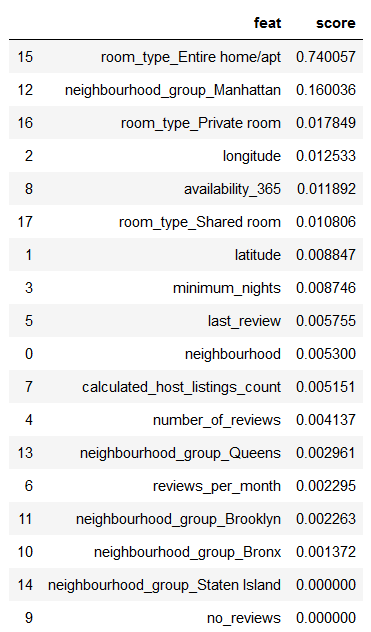 feat score
15 room_type_Entire home/apt 0.740057
12 neighbourhood_group_Manhattan 0.160036
16 room_type_Private room 0.017849
2 longitude 0.012533
8 availability_365 0.011892
17 room_type_Shared room 0.010806
1 latitude 0.008847
3 minimum_nights 0.008746
5 last_review 0.005755
0 neighbourhood 0.005300
7 calculated_host_listings_count 0.005151
4 number_of_reviews 0.004137
13 neighbourhood_group_Queens 0.002961
6 reviews_per_month 0.002295
11 neighbourhood_group_Brooklyn 0.002263
10 neighbourhood_group_Bronx 0.001372
14 neighbourhood_group_Staten Island 0.000000
9 no_reviews 0.000000